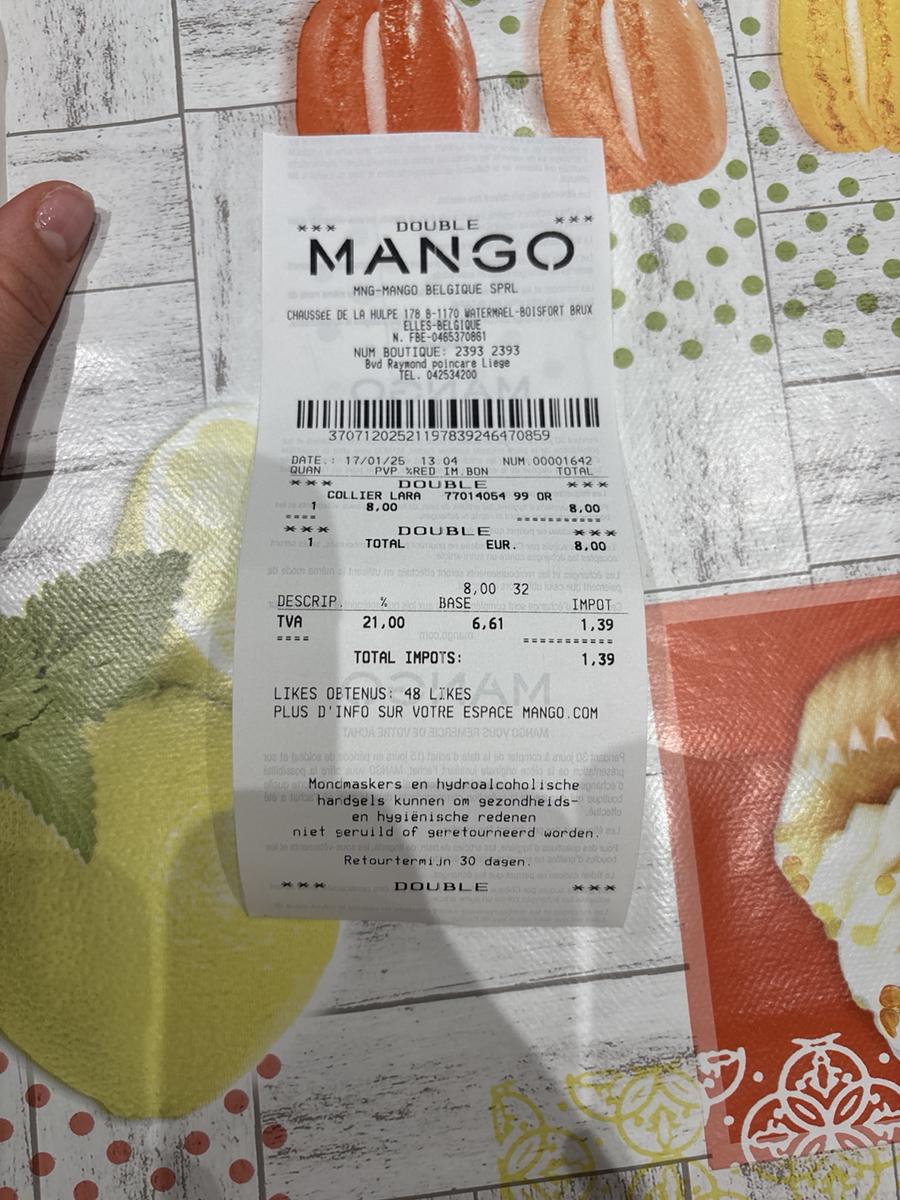 *** DOUBLE ***
MANGO
MNG-MANGO BELGIQUE SPRL
CHAUSSéE DE LA HULPE 178 B-1170 WATERMAEL-BOISFORT BRUX
ELLES-BELGIQUE
N. FBE-0465370861
NUM BOUTIQUE: 2393 2393
Bvd Raymond poincare Liege
TEL. 042534200
37071202521197839246470859
DATE.: 17/01/25 13 04 NUM.00001642
QUAN PVP %RED IM.BON TOTAL
*** DOUBLE ***
COLLIER LARA 77014054 99 OR
1 8,00 8,00
==== ===========
*** DOUBLE ***
1 TOTAL EUR. 8,00
8,00 32
DESCRIP. % BASE IMPOT
TVA 21,00 6,61 1,39
==== ===========
TOTAL IMPOTS: 1,39
LIKES OBTENUS: 48 LIKES
PLUS D'INFO SUR VOTRE ESPACE MANGO.COM
Mondmaskers en hydroalcoholische
handgels kunnen om gezondheids-
en hygiënische redenen
niet geruild of geretourneerd worden.
Retourtermijn 30 dagen.
*** DOUBLE ***